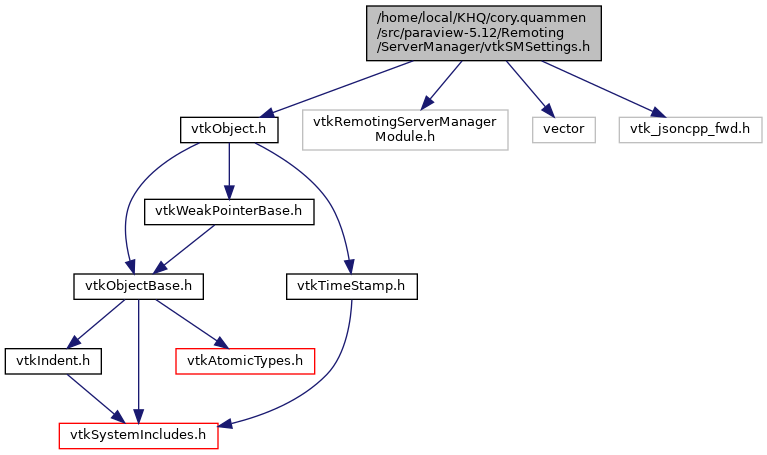 /home/local/KHQ/cory.quammen
/src/paraview-5.12/Remoting
/ServerManager/vtkSMSettings.h
vtkObject.h
vtkRemotingServerManager
Module.h
vector
vtk_jsoncpp_fwd.h
vtkWeakPointerBase.h
vtkObjectBase.h
vtkTimeStamp.h
vtkIndent.h
vtkAtomicTypes.h
vtkSystemIncludes.h